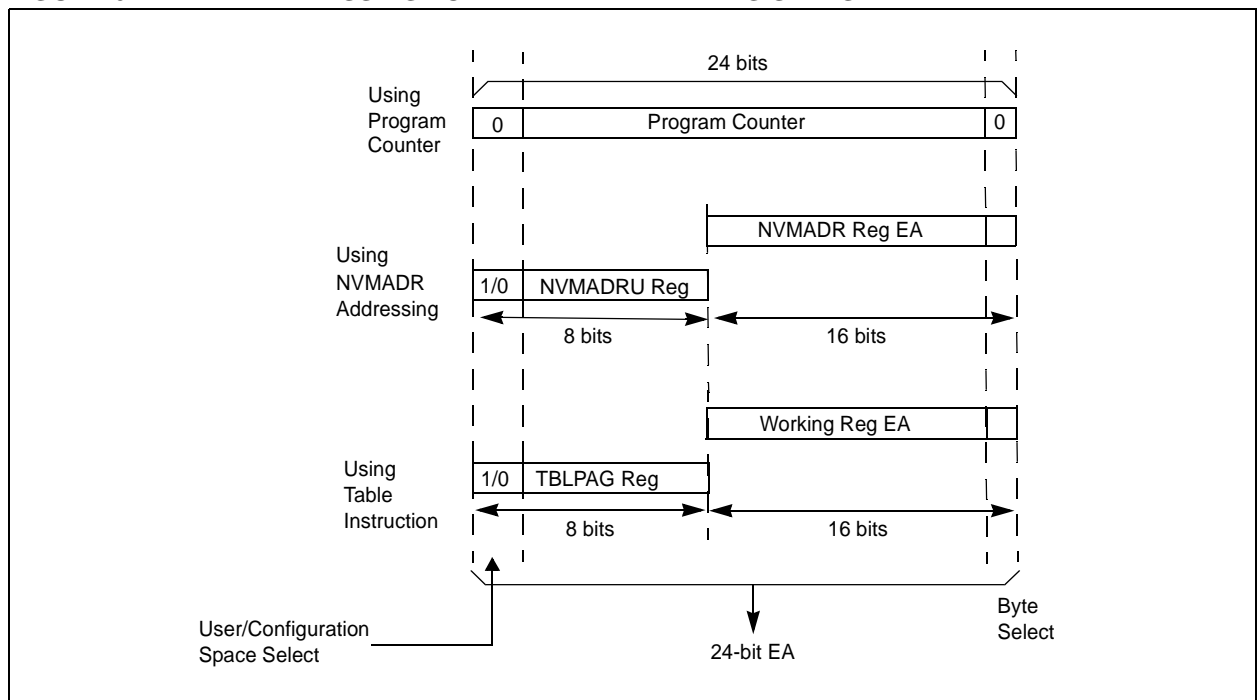 24 bits
Using
Program
Counter
0
Program Counter
0
NVMADR Reg EA
Using
NVMADR
Addressing
1/0
NVMADRU Reg
8 bits
16 bits
Working Reg EA
Using
Table
Instruction
1/0
TBLPAG Reg
8 bits
16 bits
User/Configuration
Space Select
24-bit EA
Byte
Select